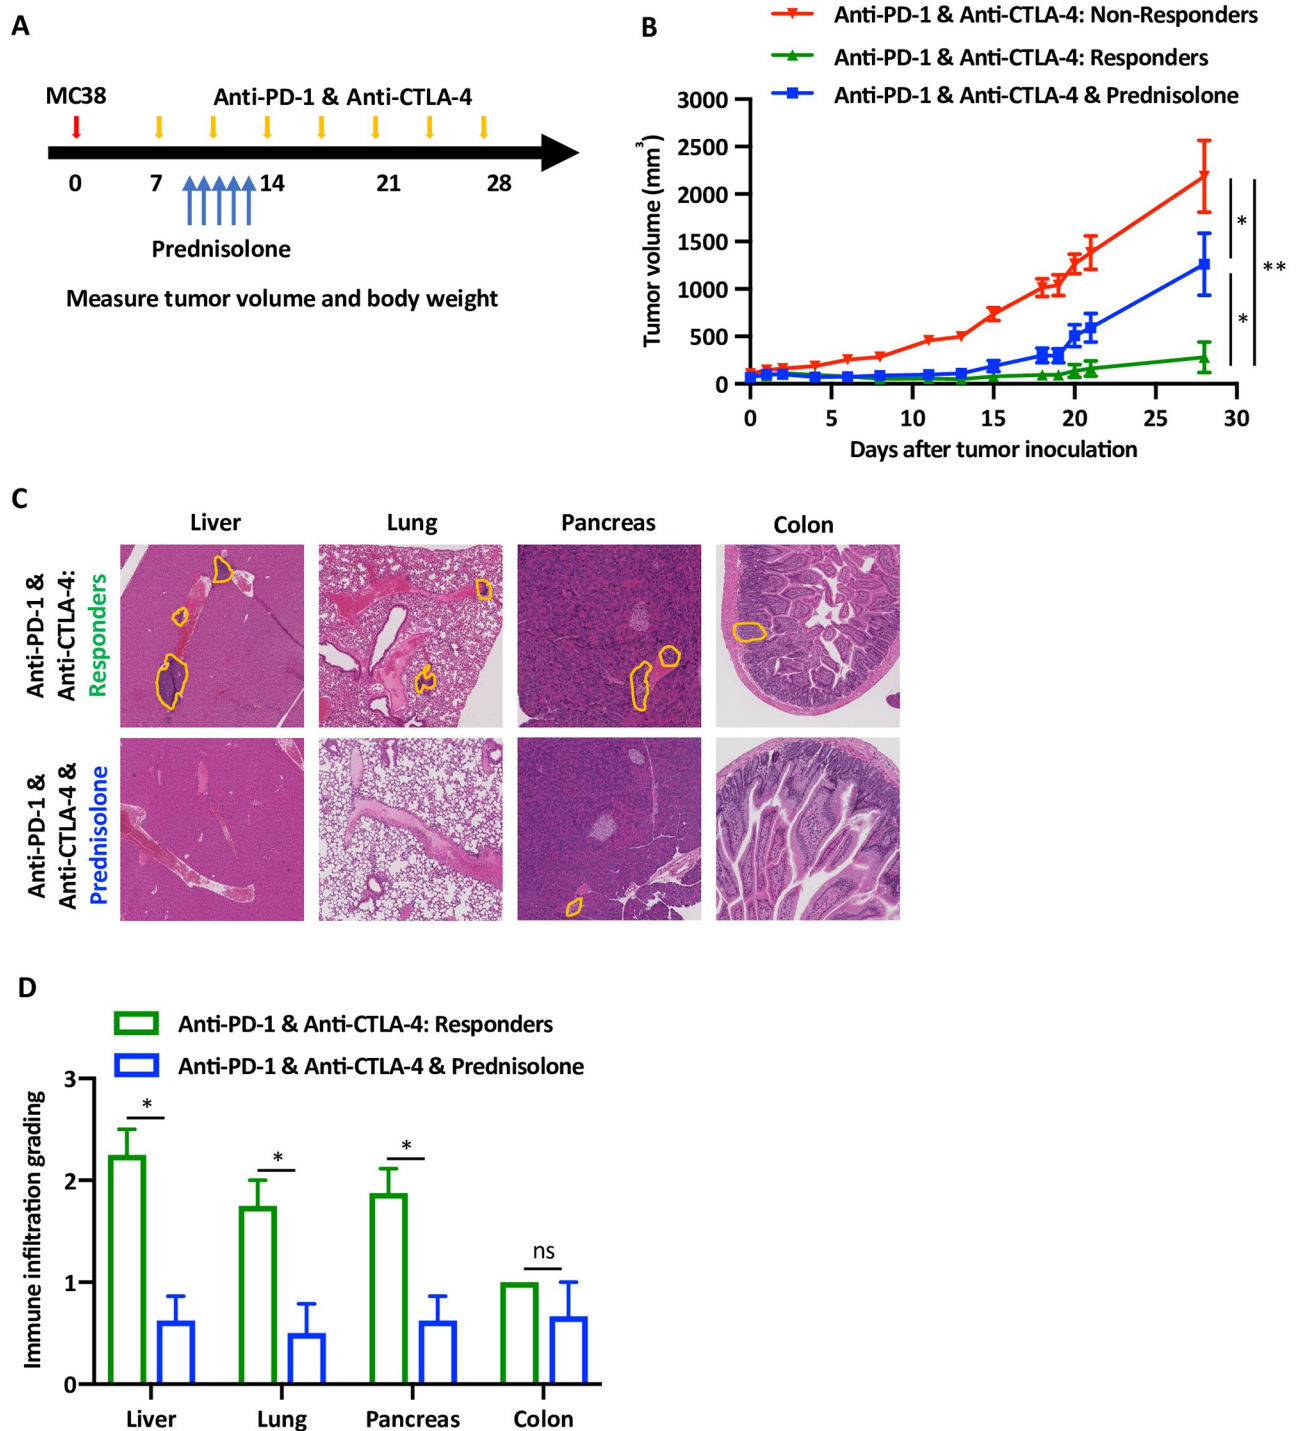 A
MC38
Anti-PD-1 & Anti-CTLA-4
0 7 14 21 28
Prednisolone
Measure tumor volume and body weight
B
Anti-PD-1 & Anti-CTLA-4: Non-Responders
Anti-PD-1 & Anti-CTLA-4: Responders
Anti-PD-1 & Anti-CTLA-4 & Prednisolone
Tumor volume (mm³)
3000
2500
2000
1500
1000
500
0
0 5 10 15 20 25 30
Days after tumor inoculation
*
**
*
C
Liver Lung Pancreas Colon
Anti-PD-1 &
Anti-CTLA-4:
Responders
Anti-PD-1 &
Anti-CTLA-4 &
Prednisolone
D
Anti-PD-1 & Anti-CTLA-4: Responders
Anti-PD-1 & Anti-CTLA-4 & Prednisolone
Immune infiltration grading
3
2
1
0
*
*
*
ns
Liver Lung Pancreas Colon